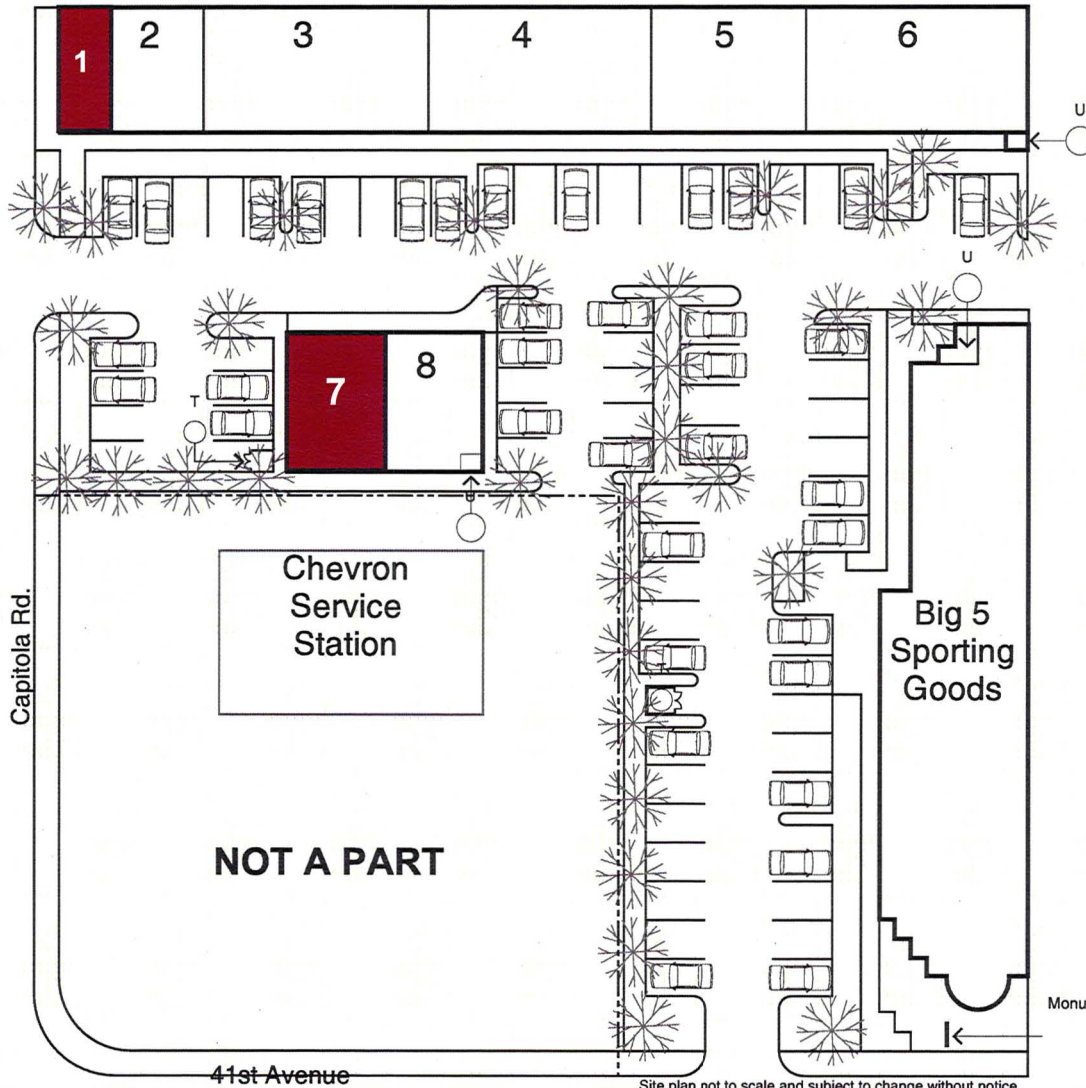 1
2
3
4
5
6
U
U
7
8
T
U
Chevron
Service
Station
Capitola Rd.
Big 5
Sporting
Goods
NOT A PART
Monu
41st Avenue
Site plan not to scale and subject to change without notice